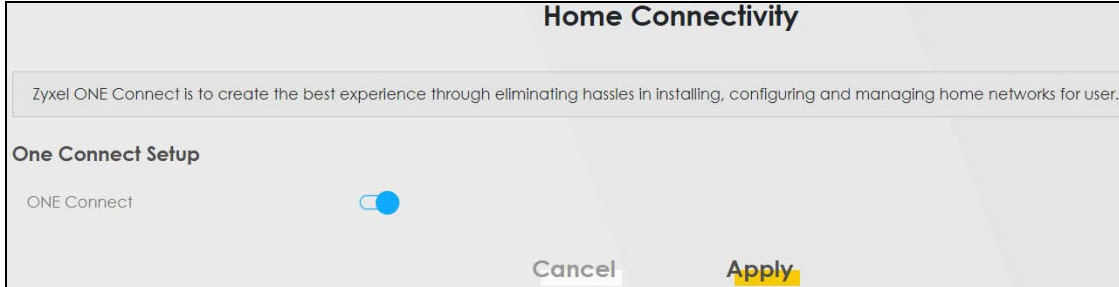 Home Connectivity
Zyxel ONE Connect is to create the best experience through eliminating hassles in installing, configuring and managing home networks for user.
One Connect Setup
ONE Connect
Cancel Apply